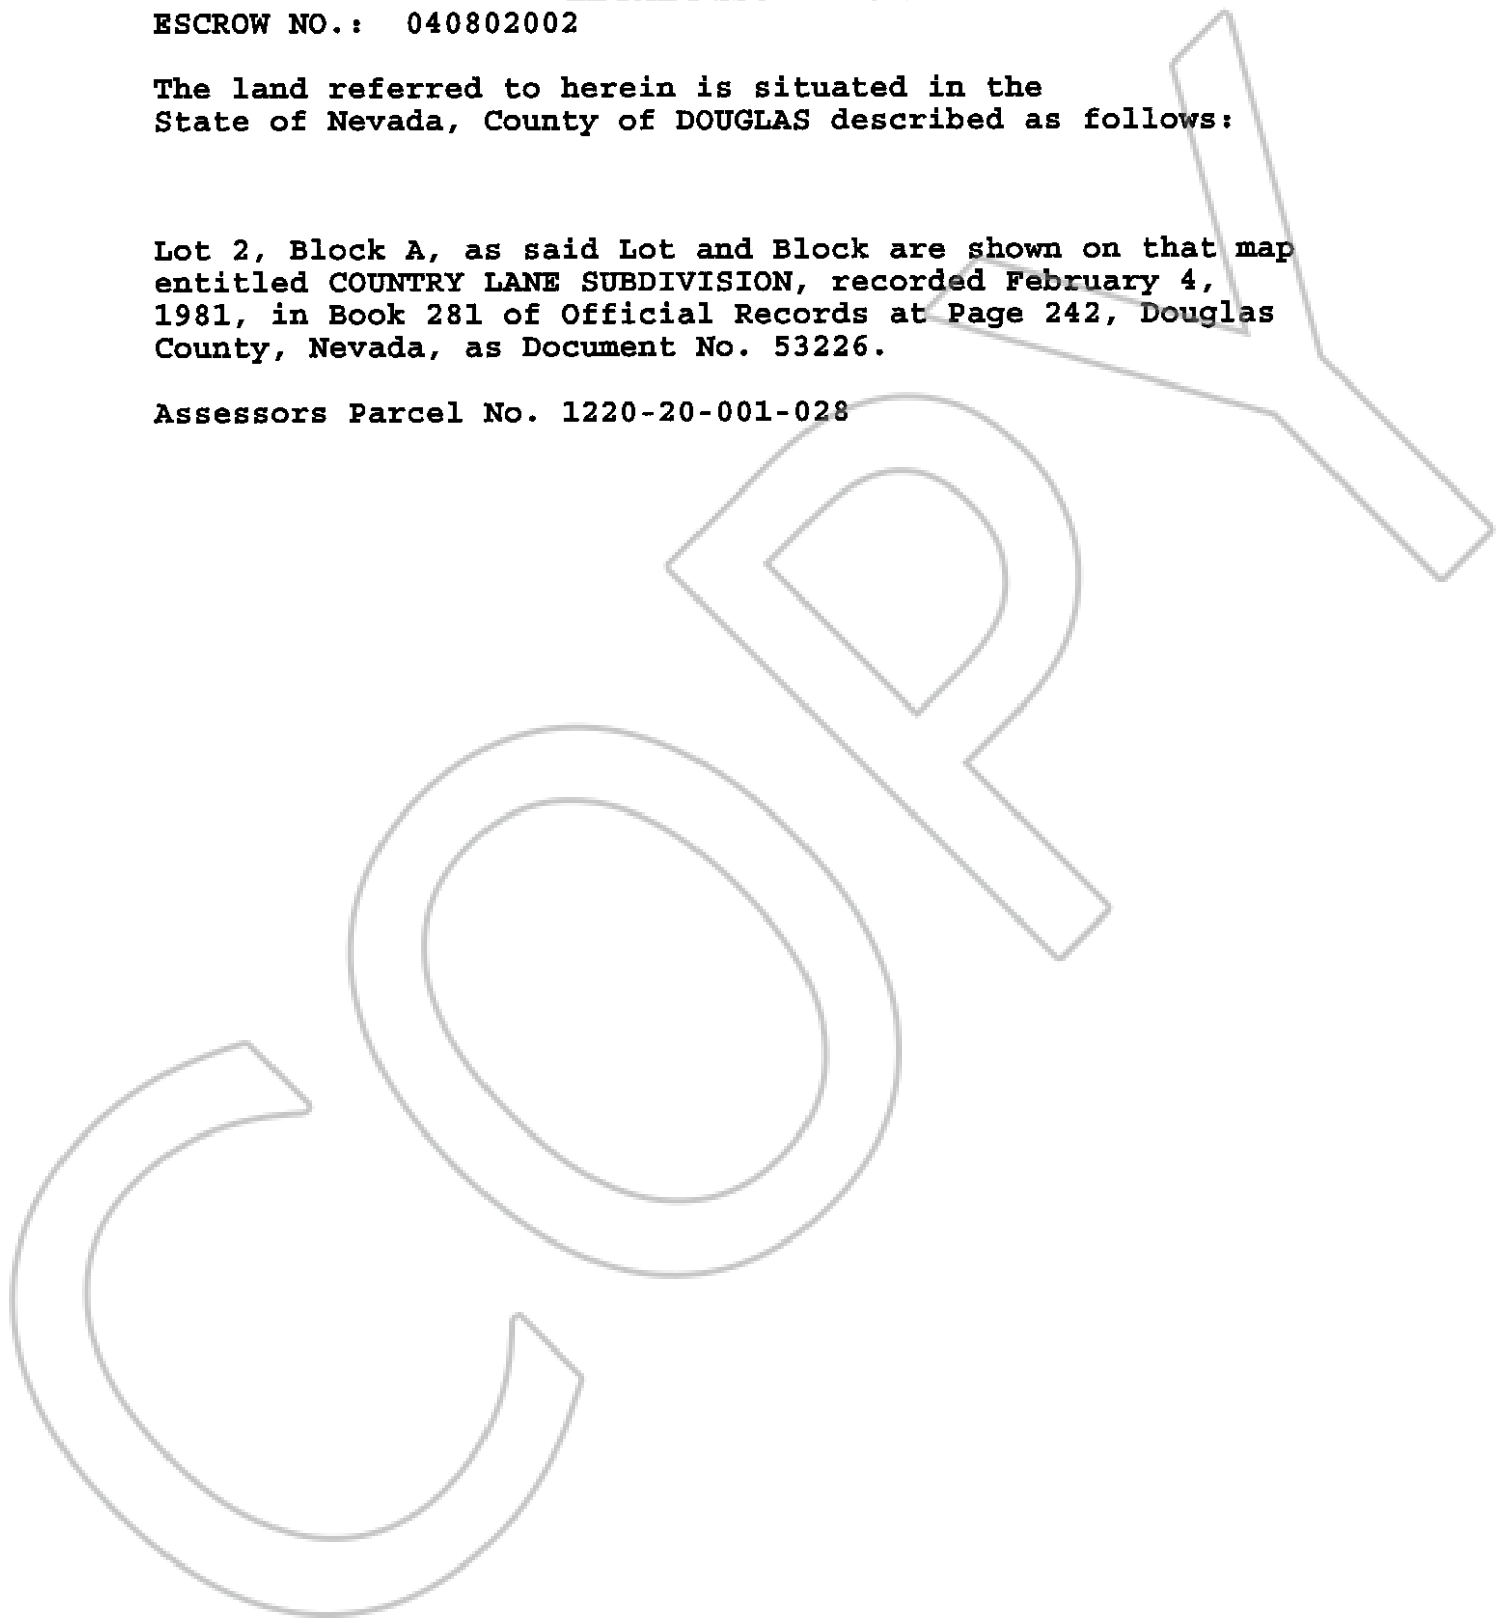 ESCROW NO.: 040802002
The land referred to herein is situated in the
State of Nevada, County of DOUGLAS described as follows:
Lot 2, Block A, as said Lot and Block are shown on that map
entitled COUNTRY LANE SUBDIVISION, recorded February 4,
1981, in Book 281 of Official Records at Page 242, Douglas
County, Nevada, as Document No. 53226.
Assessors Parcel No. 1220-20-001-028
COPY